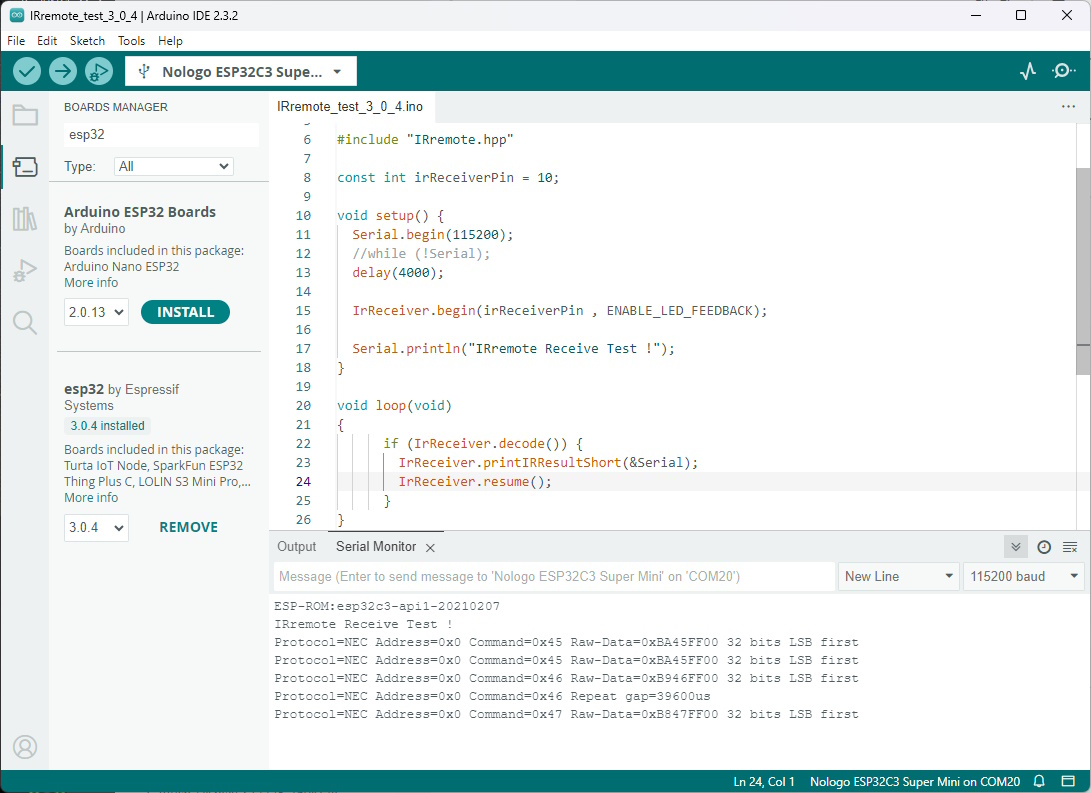 IRremote_test_3_0_4 | Arduino IDE 2.3.2
File Edit Sketch Tools Help
Nologo ESP32C3 Supe...
BOARDS MANAGER
esp32
Type: All
Arduino ESP32 Boards
by Arduino
Boards included in this package:
Arduino Nano ESP32
More info
2.0.13 INSTALL
esp32 by Espressif
Systems
3.0.4 installed
Boards included in this package:
Turta IoT Node, SparkFun ESP32
Thing Plus C, LOLIN S3 Mini Pro,...
More info
3.0.4 REMOVE
IRremote_test_3_0_4.ino
6 #include "IRremote.hpp"
7
8 const int irReceiverPin = 10;
9
10 void setup() {
11 Serial.begin(115200);
12 //while (!Serial);
13 delay(4000);
14
15 IrReceiver.begin(irReceiverPin , ENABLE_LED_FEEDBACK);
16
17 Serial.println("IRremote Receive Test !");
18 }
19
20 void loop(void)
21 {
22 if (IrReceiver.decode()) {
23 IrReceiver.printIRResultShort(&Serial);
24 IrReceiver.resume();
25 }
26 }
Output Serial Monitor
Message (Enter to send message to 'Nologo ESP32C3 Super Mini' on 'COM20')
New Line 115200 baud
ESP-ROM:esp32c3-api1-20210207
IRremote Receive Test !
Protocol=NEC Address=0x0 Command=0x45 Raw-Data=0xBA45FF00 32 bits LSB first
Protocol=NEC Address=0x0 Command=0x45 Raw-Data=0xBA45FF00 32 bits LSB first
Protocol=NEC Address=0x0 Command=0x46 Raw-Data=0xB946FF00 32 bits LSB first
Protocol=NEC Address=0x0 Command=0x46 Repeat gap=39600us
Protocol=NEC Address=0x0 Command=0x47 Raw-Data=0xB847FF00 32 bits LSB first
Ln 24, Col 1 Nologo ESP32C3 Super Mini on COM20